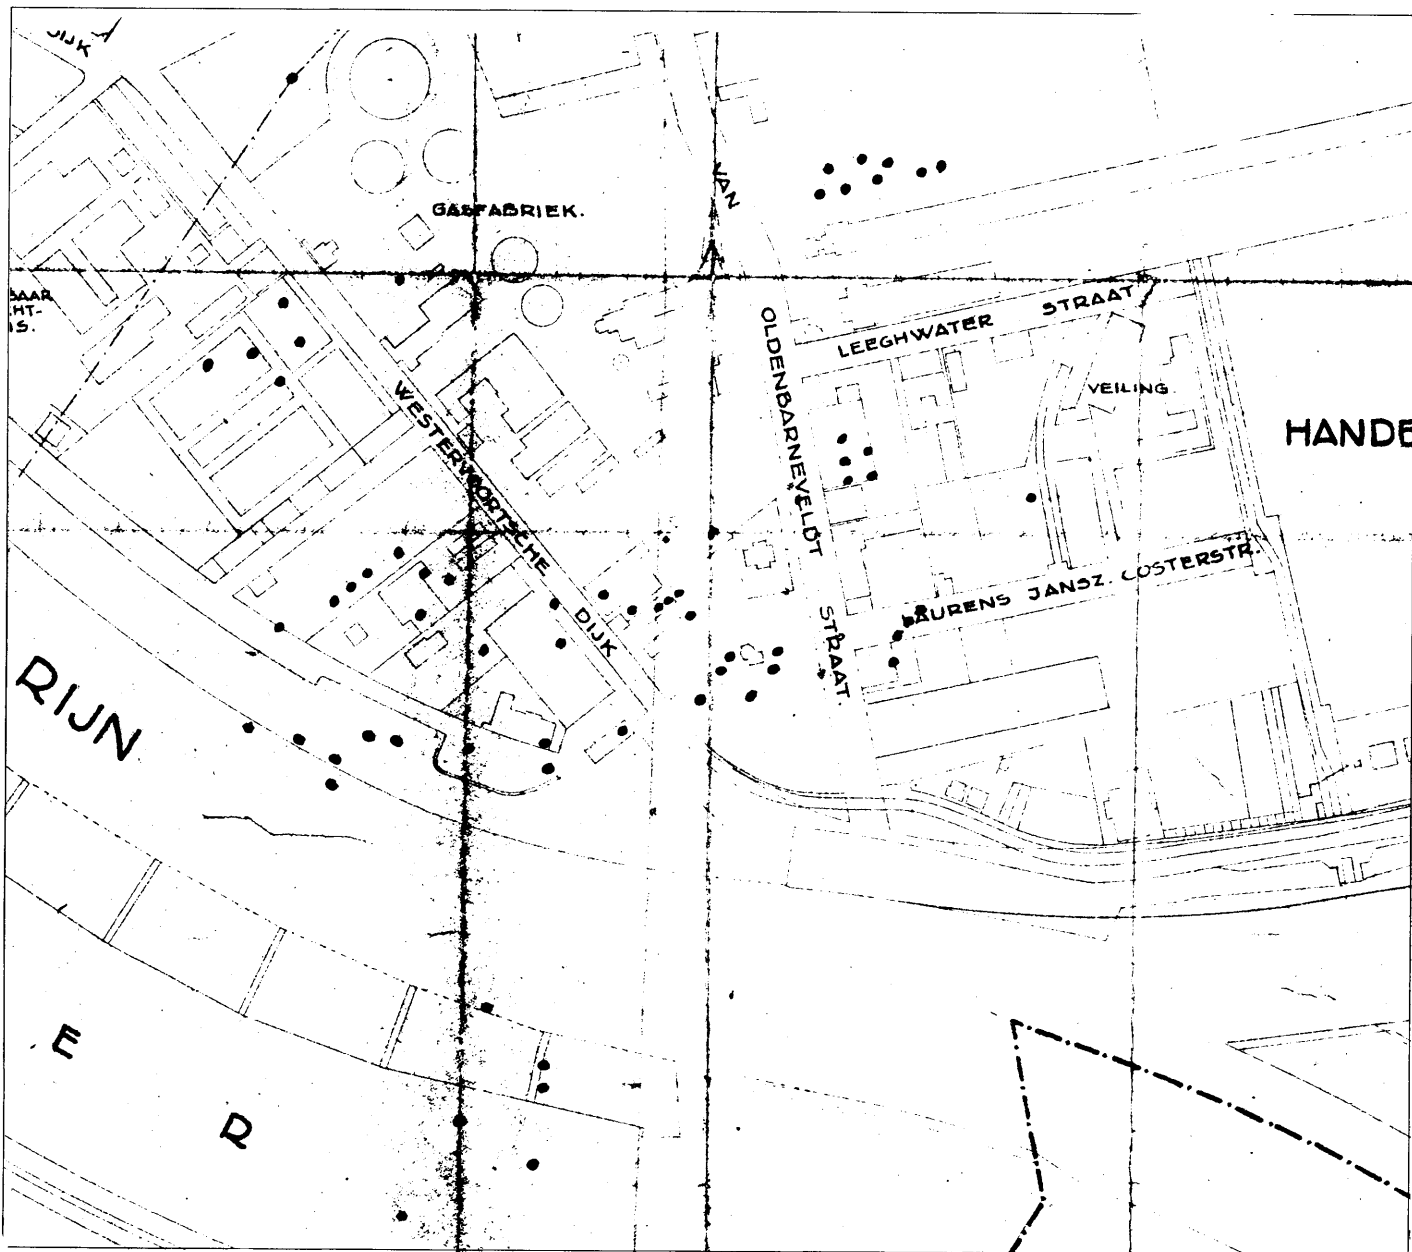 DIJK
VAN
GASFABRIEK.
BAAR
HT-
IS.
OLDENBARNEVELDT
STRAAT.
LEEGHWATER STRAAT
VEILING.
HANDE
WESTERVOORTSCHE
DIJK
LAURENS JANSZ. COSTERSTR.
RIJN
E
R